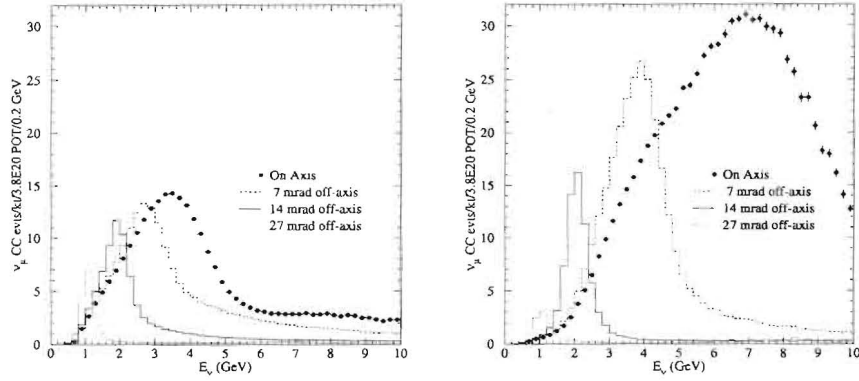 30
25
20
15
10
5
0
0 1 2 3 4 5 6 7 8 9 10
ν_μ CC evts/kt/3.8E20 POT/0.2 GeV
E_ν (GeV)
On Axis
7 mrad off-axis
14 mrad off-axis
27 mrad off-axis
30
25
20
15
10
5
0
0 1 2 3 4 5 6 7 8 9 10
ν_μ CC evts/kt/3.8E20 POT/0.2 GeV
E_ν (GeV)
On Axis
7 mrad off-axis
14 mrad off-axis
27 mrad off-axis